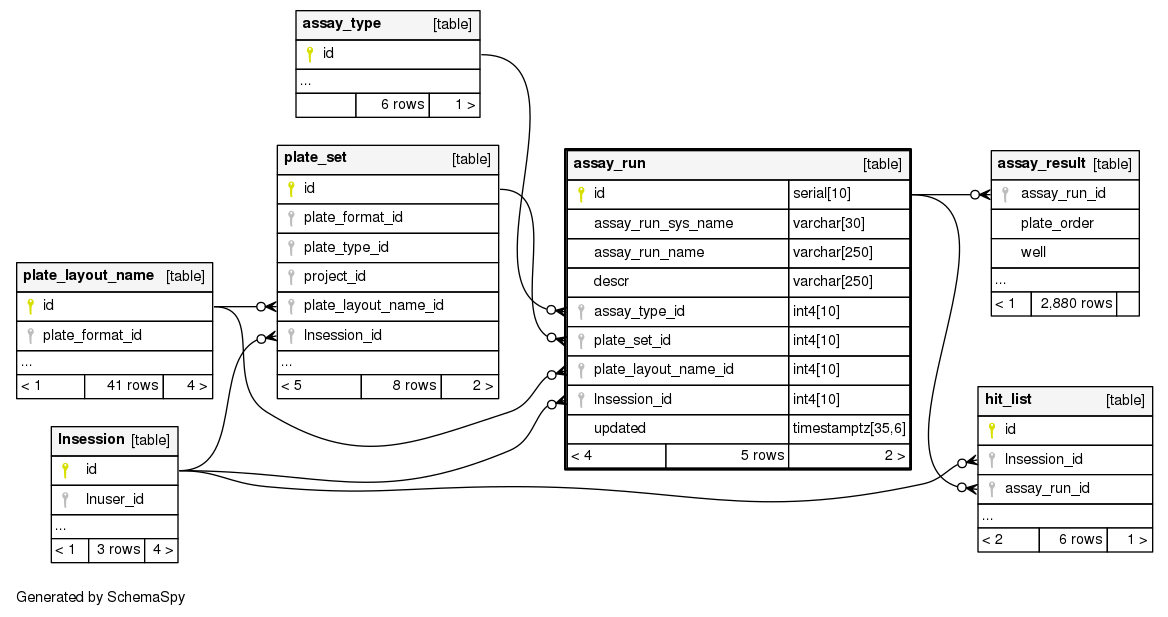 assay_type [table]
id
...
6 rows 1 >
plate_set [table]
id
plate_format_id
plate_type_id
project_id
plate_layout_name_id
lnsession_id
...
< 5 8 rows 2 >
plate_layout_name [table]
id
plate_format_id
...
< 1 41 rows 4 >
lnsession [table]
id
lnuser_id
...
< 1 3 rows 4 >
assay_run [table]
id serial[10]
assay_run_sys_name varchar[30]
assay_run_name varchar[250]
descr varchar[250]
assay_type_id int4[10]
plate_set_id int4[10]
plate_layout_name_id int4[10]
lnsession_id int4[10]
updated timestamptz[35,6]
< 4 5 rows 2 >
assay_result [table]
assay_run_id
plate_order
well
...
< 1 2,880 rows
hit_list [table]
id
lnsession_id
assay_run_id
...
< 2 6 rows 1 >
Generated by SchemaSpy